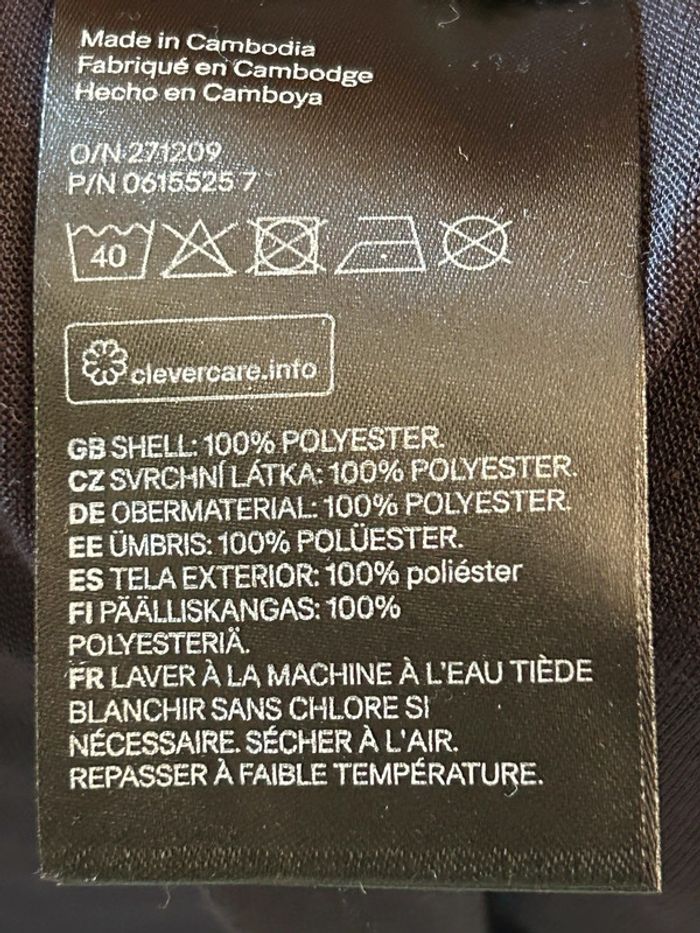 Made in Cambodia
Fabriqué en Cambodge
Hecho en Camboya
O/N 271209
P/N 0615525 7
40
clevercare.info
GB SHELL: 100% POLYESTER.
CZ SVRCHNÍ LÁTKA: 100% POLYESTER.
DE OBERMATERIAL: 100% POLYESTER.
EE ÜMBRIS: 100% POLÜESTER.
ES TELA EXTERIOR: 100% poliéster
FI PÄÄLLISKANGAS: 100%
POLYESTERIÄ.
FR LAVER À LA MACHINE À L'EAU TIÈDE
BLANCHIR SANS CHLORE SI
NÉCESSAIRE. SÉCHER À L'AIR.
REPASSER À FAIBLE TEMPÉRATURE.